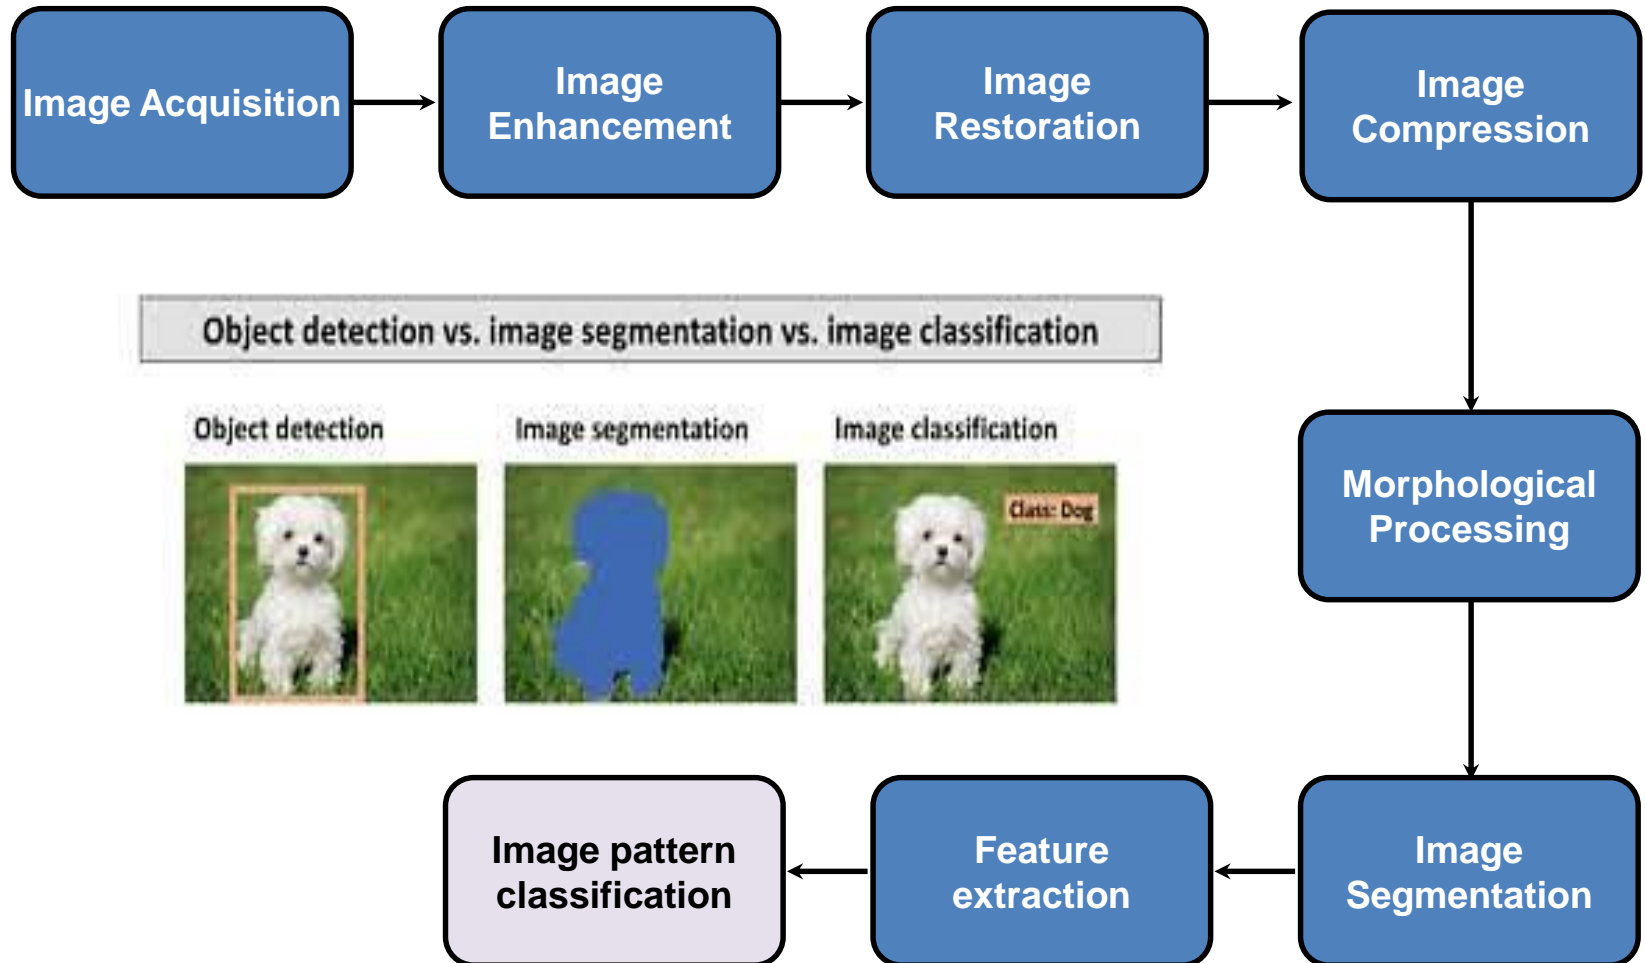 Image Acquisition
Image
Enhancement
Image
Restoration
Image
Compression
Object detection vs. image segmentation vs. image classification
Object detection
Image segmentation
Image classification
Class: Dog
Morphological
Processing
Image pattern
classification
Feature
extraction
Image
Segmentation